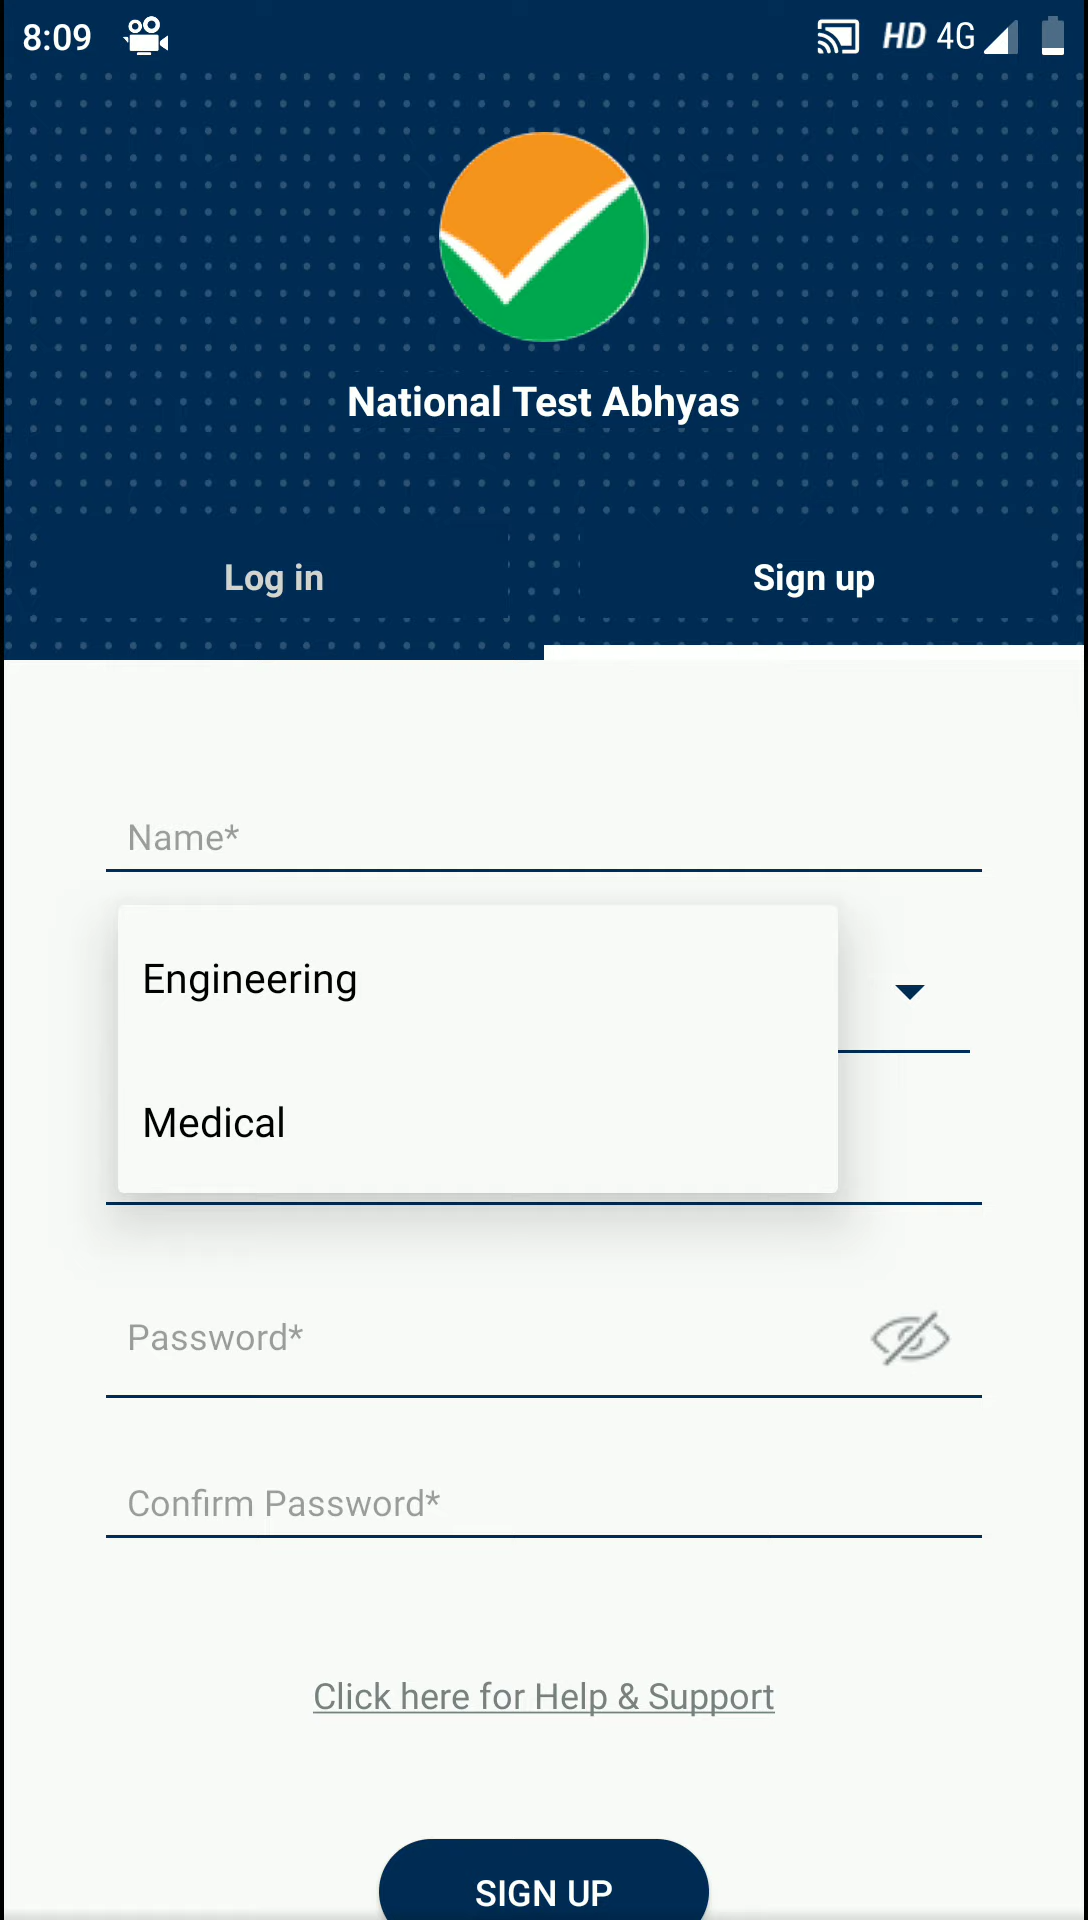 8:09
HD 4G
National Test Abhyas
Log in
Sign up
Name*
Engineering
Medical
Password*
Confirm Password*
Click here for Help & Support
SIGN UP